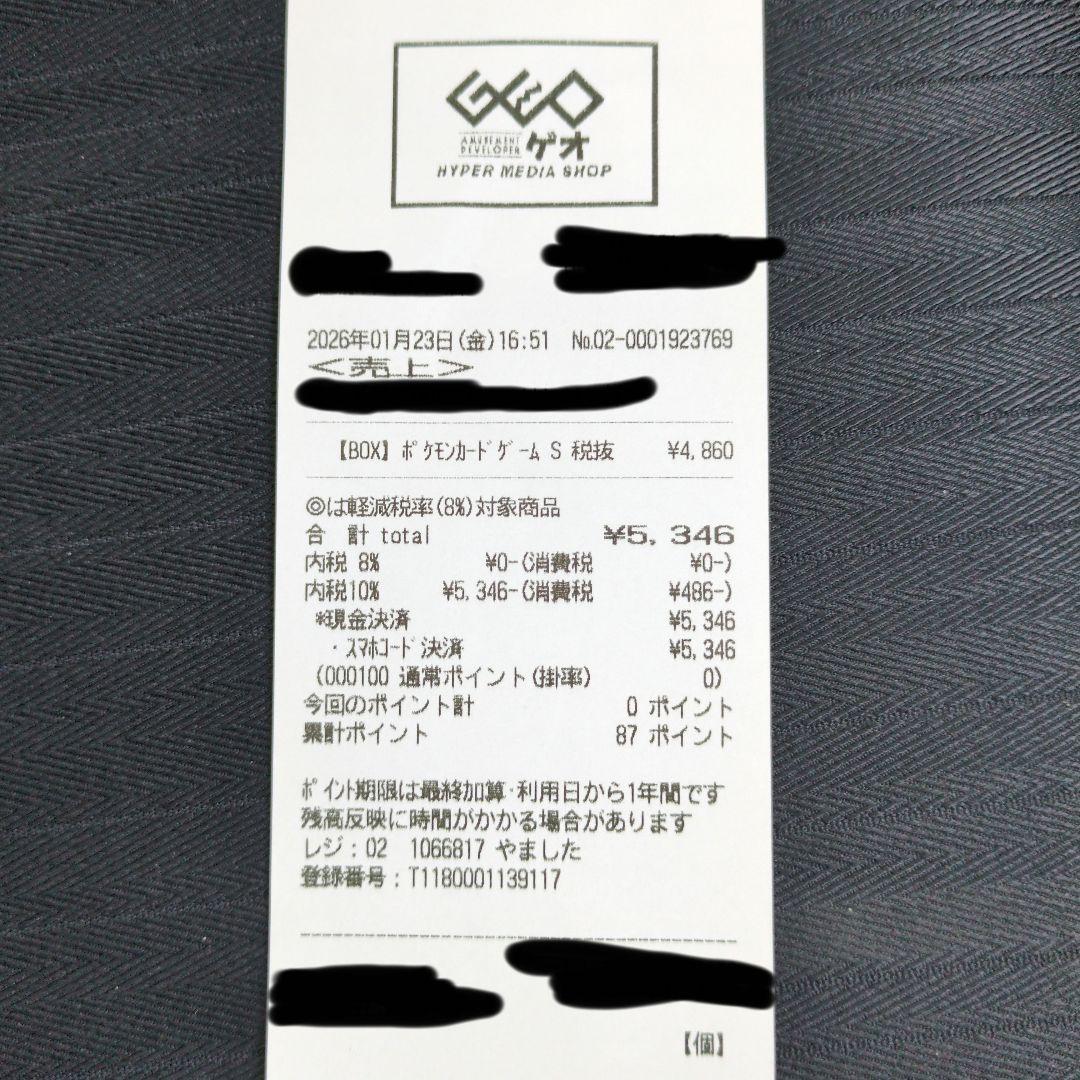 GEO
AMUSEMENT
DEVELOPER ゲオ
HYPER MEDIA SHOP
2026年01月23日(金)16:51 No.02-0001923769
<売上>
【BOX】ポケモンカードゲーム S 税抜 ¥4,860
◎は軽減税率(8%)対象商品
合 計 total ¥5,346
内税 8% ¥0-(消費税 ¥0-)
内税10% ¥5,346-(消費税 ¥486-)
*現金決済 ¥5,346
・スマホコード決済 ¥5,346
(000100 通常ポイント(掛率) 0)
今回のポイント計 0 ポイント
累計ポイント 87 ポイント
ポイント期限は最終加算・利用日から1年間です
残高反映に時間がかかる場合があります
レジ:02 1066817 やました
登録番号:T1180001139117
【個】